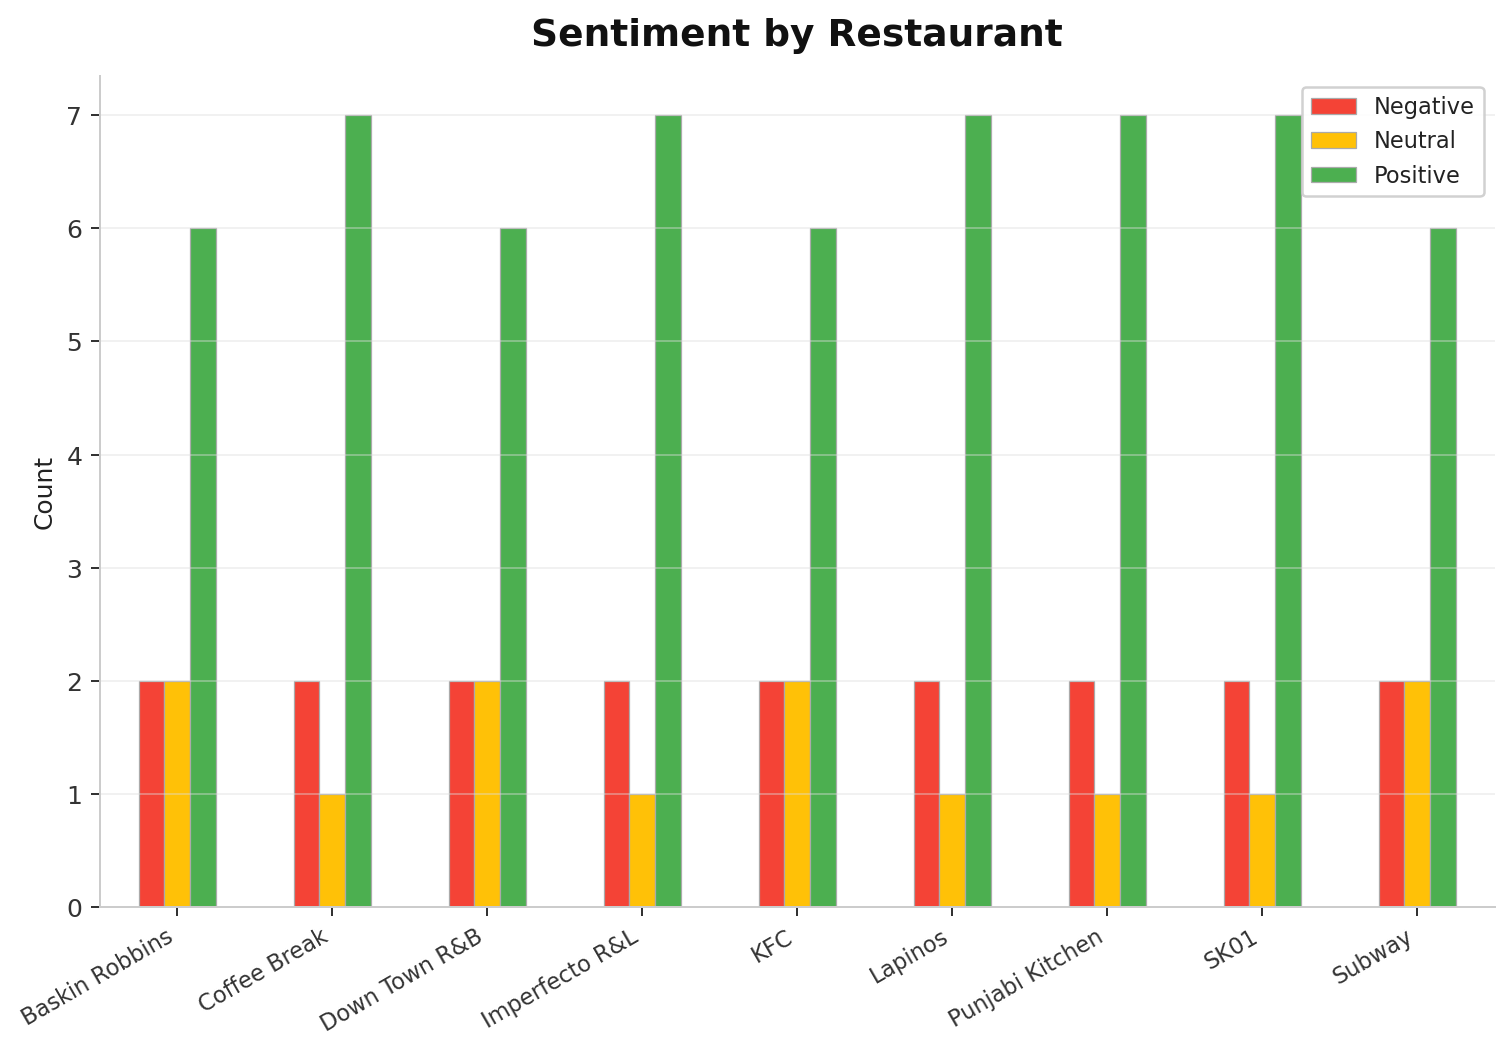 Sentiment by Restaurant
Negative
Neutral
Positive
Count
7
6
5
4
3
2
1
0
Baskin Robbins
Coffee Break
Down Town R&B
Imperfecto R&L
KFC
Lapinos
Punjabi Kitchen
SK01
Subway